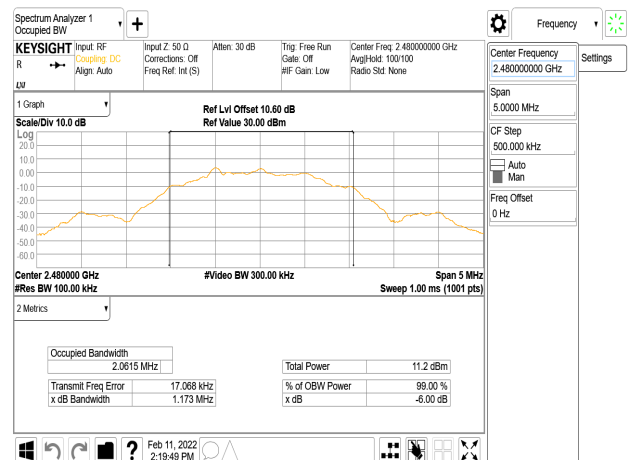 Spectrum Analyzer 1
Occupied BW
Frequency
KEYSIGHT
R
LNI
Input: RF
Coupling: DC
Align: Auto
Input Z: 50 Ω
Corrections: Off
Freq Ref: Int (S)
Atten: 30 dB
Trig: Free Run
Gate: Off
#IF Gain: Low
Center Freq: 2.480000000 GHz
Avg|Hold: 100/100
Radio Std: None
Center Frequency
2.480000000 GHz
Settings
Span
5.0000 MHz
CF Step
500.000 kHz
Auto
Man
Freq Offset
0 Hz
1 Graph
Scale/Div 10.0 dB
Ref Lvl Offset 10.60 dB
Ref Value 30.00 dBm
Log
20.0
10.0
0.00
-10.0
-20.0
-30.0
-40.0
-50.0
-60.0
Center 2.48000 GHz
#Video BW 300.00 kHz
Span 5 MHz
#Res BW 100.00 kHz
Sweep 1.00 ms (1001 pts)
2 Metrics
Occupied Bandwidth
2.0615 MHz
Total Power 11.2 dBm
Transmit Freq Error 17.068 kHz
% of OBW Power 99.00 %
x dB Bandwidth 1.173 MHz
x dB -6.00 dB
?
Feb 11, 2022
2:19:49 PM